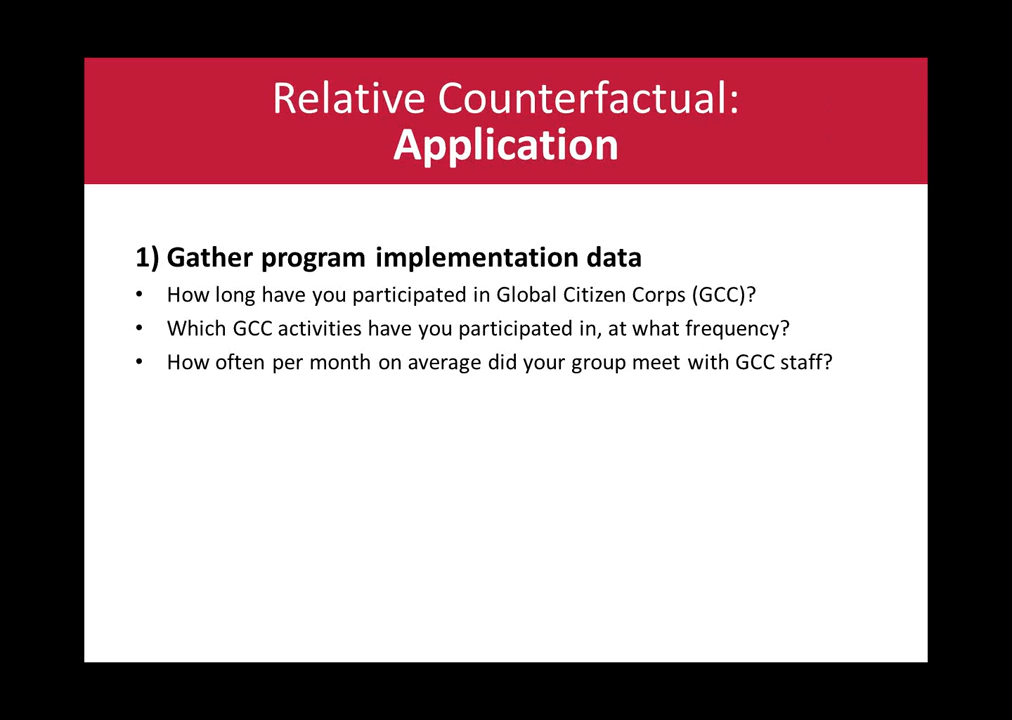 Relative Counterfactual:
Application
1) Gather program implementation data
• How long have you participated in Global Citizen Corps (GCC)?
• Which GCC activities have you participated in, at what frequency?
• How often per month on average did your group meet with GCC staff?